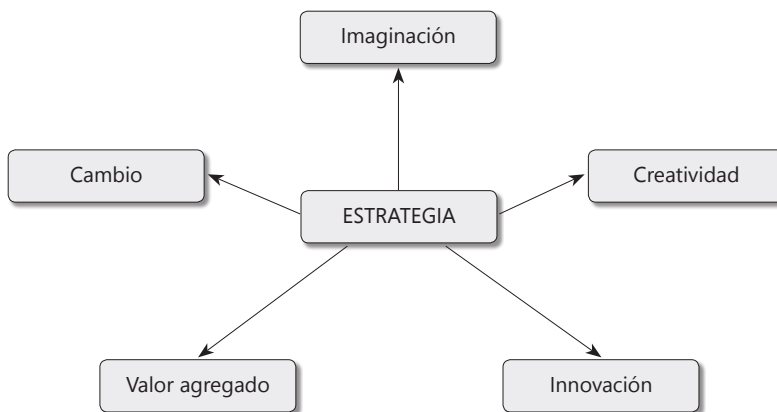 Imaginación
Cambio
Creatividad
ESTRATEGIA
Valor agregado
Innovación